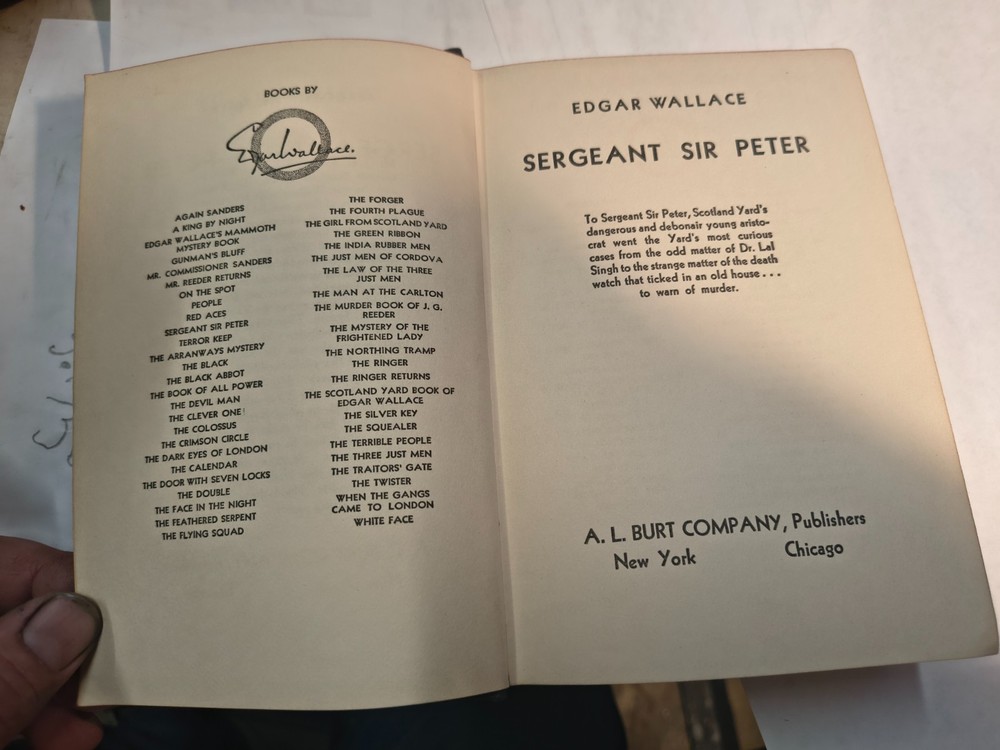 BOOKS BY
Edgar Wallace.
AGAIN SANDERS
A KING BY NIGHT
EDGAR WALLACE'S MAMMOTH
MYSTERY BOOK
GUNMAN'S BLUFF
MR. COMMISSIONER SANDERS
MR. REEDER RETURNS
ON THE SPOT
PEOPLE
RED ACES
SERGEANT SIR PETER
TERROR KEEP
THE ARRANWAYS MYSTERY
THE BLACK
THE BLACK ABBOT
THE BOOK OF ALL POWER
THE DEVIL MAN
THE CLEVER ONE
THE COLOSSUS
THE CRIMSON CIRCLE
THE DARK EYES OF LONDON
THE CALENDAR
THE DOOR WITH SEVEN LOCKS
THE DOUBLE
THE FACE IN THE NIGHT
THE FEATHERED SERPENT
THE FLYING SQUAD
THE FORGER
THE FOURTH PLAGUE
THE GIRL FROM SCOTLAND YARD
THE GREEN RIBBON
THE INDIA RUBBER MEN
THE JUST MEN OF CORDOVA
THE LAW OF THE THREE
JUST MEN
THE MAN AT THE CARLTON
THE MURDER BOOK OF J. G.
REEDER
THE MYSTERY OF THE
FRIGHTENED LADY
THE NORTHING TRAMP
THE RINGER
THE RINGER RETURNS
THE SCOTLAND YARD BOOK OF
EDGAR WALLACE
THE SILVER KEY
THE SQUEALER
THE TERRIBLE PEOPLE
THE THREE JUST MEN
THE TRAITORS' GATE
THE TWISTER
WHEN THE GANGS
CAME TO LONDON
WHITE FACE
EDGAR WALLACE
SERGEANT SIR PETER
To Sergeant Sir Peter, Scotland Yard's
dangerous and debonair young aristo-
crat went the Yard's most curious
cases from the odd matter of Dr. Lal
Singh to the strange matter of the death
watch that ticked in an old house . . .
to warn of murder.
A. L. BURT COMPANY, Publishers
New York Chicago